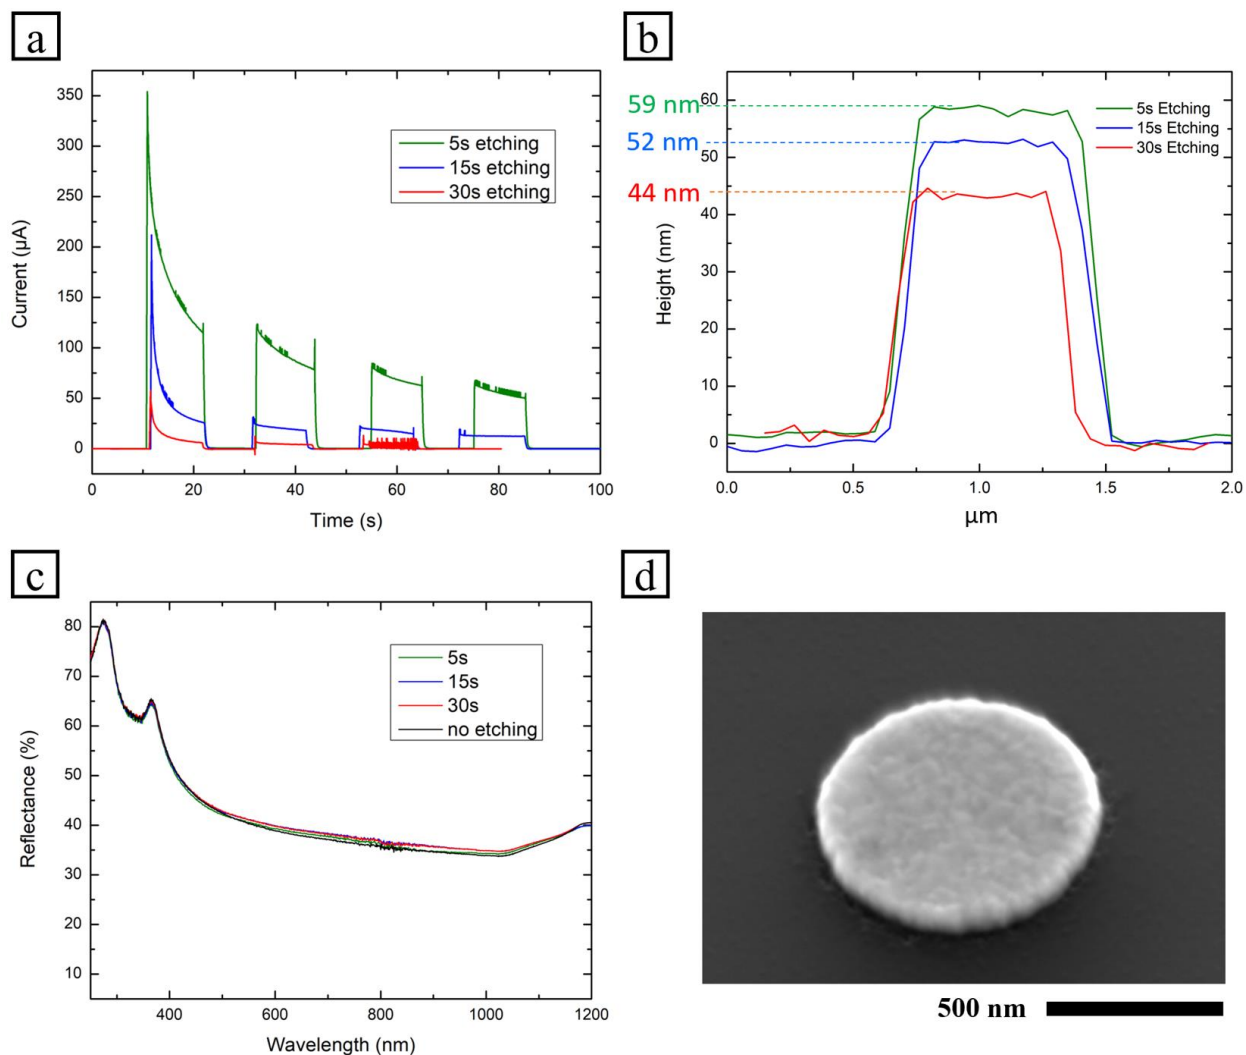 a
350
300
250
200
150
100
50
0
Current (µA)
5s etching
15s etching
30s etching
0 20 40 60 80 100
Time (s)
b
59 nm
52 nm
44 nm
60
50
40
30
20
10
0
Height (nm)
5s Etching
15s Etching
30s Etching
0.0 0.5 1.0 1.5 2.0
µm
c
80
70
60
50
40
30
20
10
Reflectance (%)
5s
15s
30s
no etching
400 600 800 1000 1200
Wavelength (nm)
d
500 nm